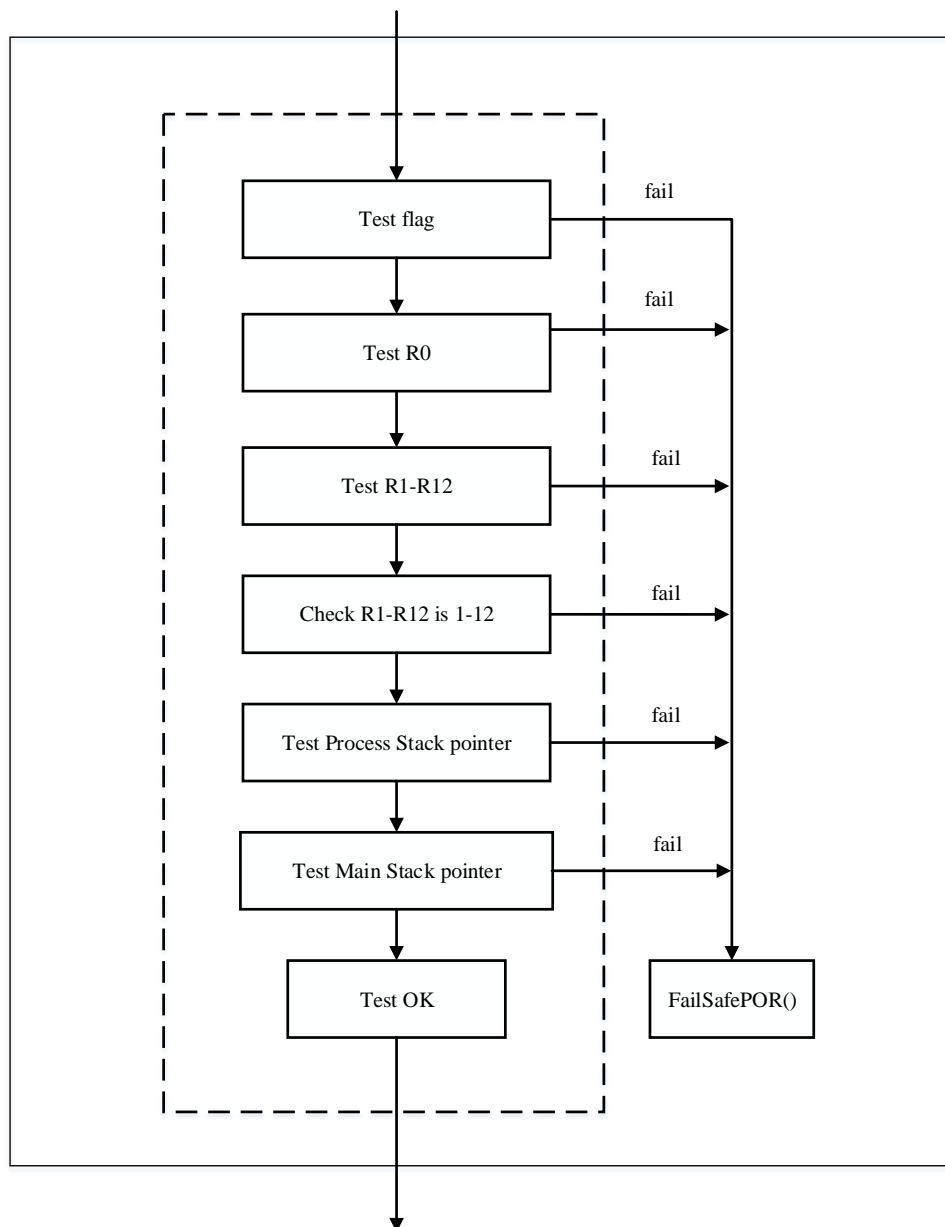 Test flag
fail
Test R0
fail
Test R1-R12
fail
Check R1-R12 is 1-12
fail
Test Process Stack pointer
fail
Test Main Stack pointer
fail
Test OK
FailSafePOR()